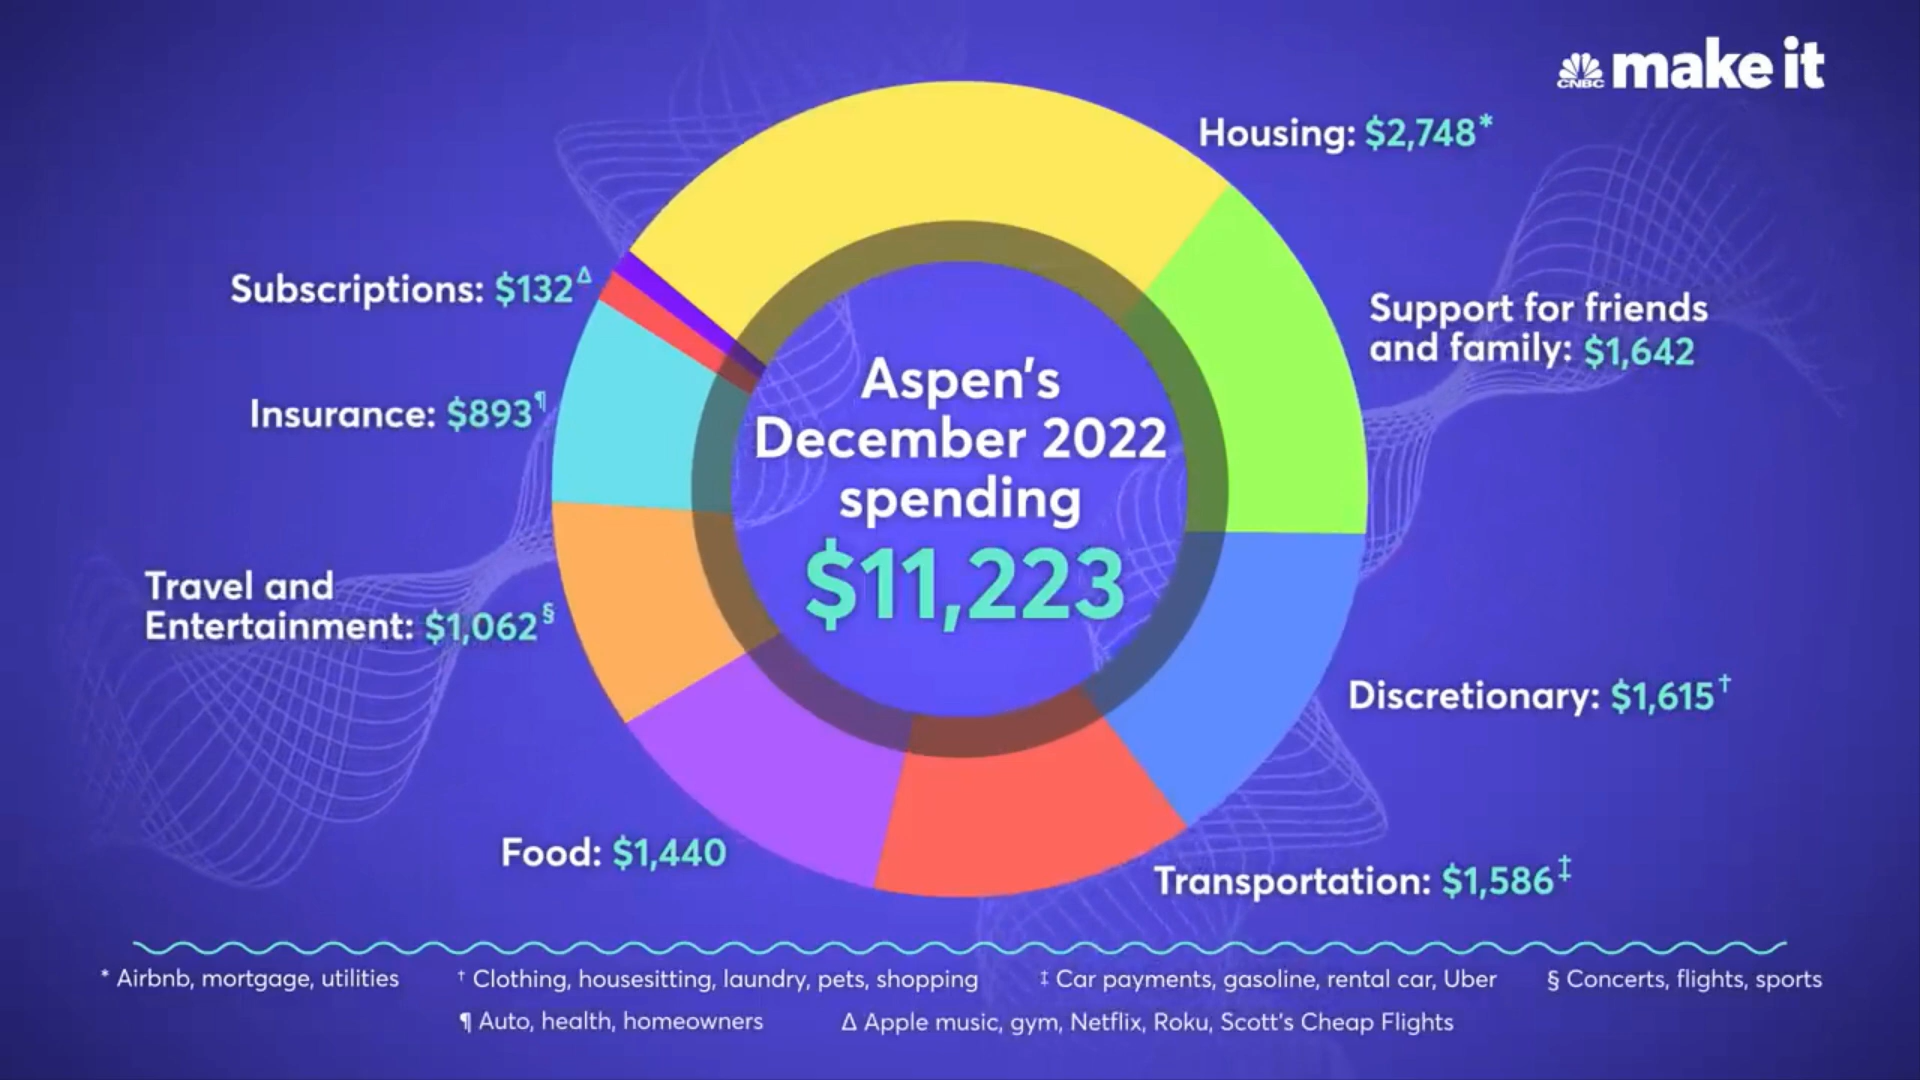 CNBC make it
Housing: $2,748*
Support for friends
and family: $1,642
Discretionary: $1,615†
Transportation: $1,586‡
Food: $1,440
Travel and
Entertainment: $1,062§
Insurance: $893¶
Subscriptions: $132Δ
Aspen's
December 2022
spending
$11,223
* Airbnb, mortgage, utilities
† Clothing, housesitting, laundry, pets, shopping
‡ Car payments, gasoline, rental car, Uber
§ Concerts, flights, sports
¶ Auto, health, homeowners
Δ Apple music, gym, Netflix, Roku, Scott's Cheap Flights